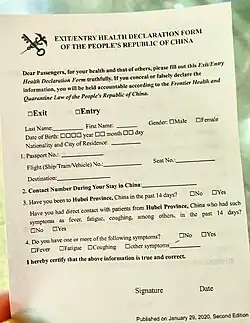 EXIT/ENTRY HEALTH DECLARATION FORM
OF THE PEOPLE'S REPUBLIC OF CHINA
Dear Passengers, for your health and that of others, please fill out this Exit/Entry
Health Declaration Form truthfully. If you conceal or falsely declare the
information, you will be held accountable according to the Frontier Health and
Quarantine Law of the People's Republic of China.
□Exit □Entry
Last Name: First Name: Gender: □Male □Female
Date of Birth: □□□□ year □□ month □□ day
Nationality and City of Residence:
1. Passport No.:
Flight (Ship/Train/Vehicle) No.: Seat No.:
Destination:
2. Contact Number During Your Stay in China:
3. Have you been to Hubei Province, China in the past 14 days? □No □Yes
Have you had direct contact with patients from Hubei Province, China who had such
symptoms as fever, fatigue, coughing, among others, in the past 14 days?
□No □Yes
4. Do you have one or more of the following symptoms? □No □Yes
□Fever □Fatigue □Coughing □other symptoms
I hereby certify that the above information is true and correct.
Signature Date
Published on January 29, 2020, Second Edition